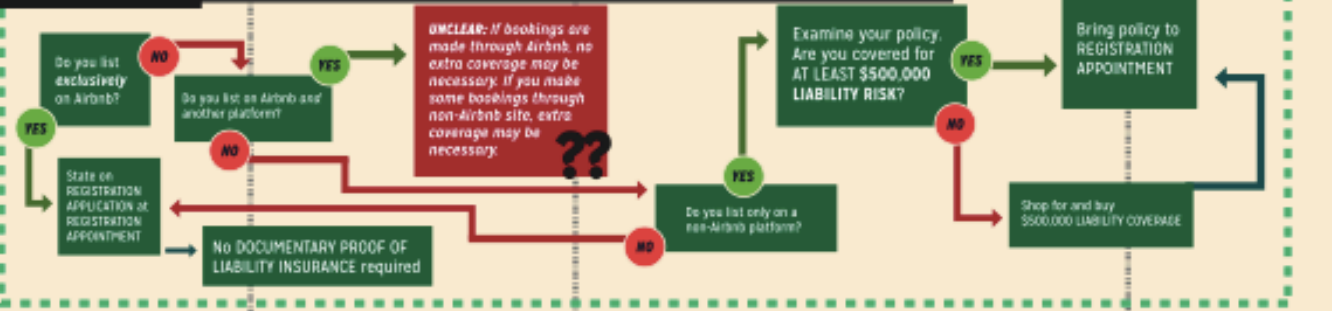 Do you list
exclusively
on Airbnb?
NO
YES
Do you list on Airbnb and
another platform?
YES
NO
State on
REGISTRATION
APPLICATION at
REGISTRATION
APPOINTMENT
No DOCUMENTARY PROOF OF
LIABILITY INSURANCE required
UNCLEAR: If bookings are
made through Airbnb, no
extra coverage may be
necessary. If you make
some bookings through
non-Airbnb site, extra
coverage may be
necessary.
??
Do you list only on a
non-Airbnb platform?
YES
NO
Examine your policy.
Are you covered for
AT LEAST $500,000
LIABILITY RISK?
YES
NO
Bring policy to
REGISTRATION
APPOINTMENT
Shop for and buy
$500,000 LIABILITY COVERAGE